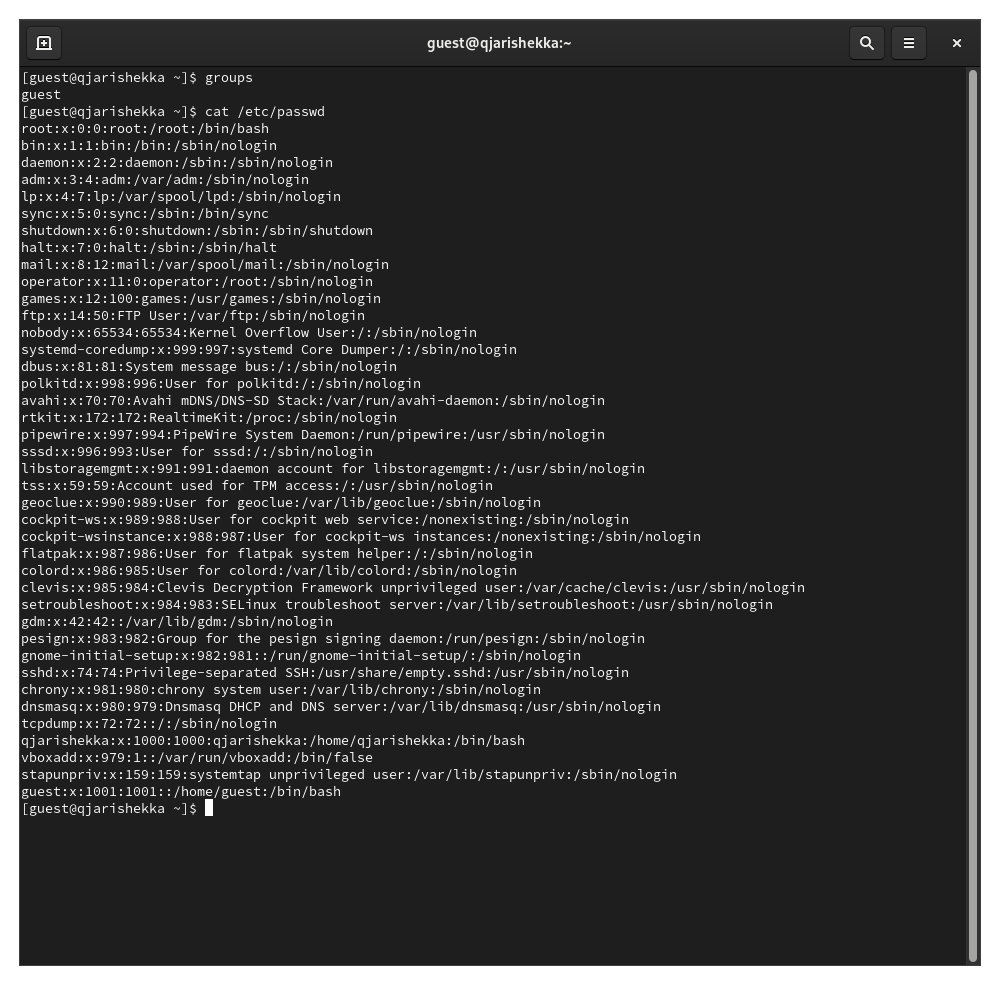 guest@qjarishekka:~
[guest@qjarishekka ~]$ groups
guest
[guest@qjarishekka ~]$ cat /etc/passwd
root:x:0:0:root:/root:/bin/bash
bin:x:1:1:bin:/bin:/sbin/nologin
daemon:x:2:2:daemon:/sbin:/sbin/nologin
adm:x:3:4:adm:/var/adm:/sbin/nologin
lp:x:4:7:lp:/var/spool/lpd:/sbin/nologin
sync:x:5:0:sync:/sbin:/bin/sync
shutdown:x:6:0:shutdown:/sbin:/sbin/shutdown
halt:x:7:0:halt:/sbin:/sbin/halt
mail:x:8:12:mail:/var/spool/mail:/sbin/nologin
operator:x:11:0:operator:/root:/sbin/nologin
games:x:12:100:games:/usr/games:/sbin/nologin
ftp:x:14:50:FTP User:/var/ftp:/sbin/nologin
nobody:x:65534:65534:Kernel Overflow User:/:/sbin/nologin
systemd-coredump:x:999:997:systemd Core Dumper:/:/sbin/nologin
dbus:x:81:81:System message bus:/:/sbin/nologin
polkitd:x:998:996:User for polkitd:/:/sbin/nologin
avahi:x:70:70:Avahi mDNS/DNS-SD Stack:/var/run/avahi-daemon:/sbin/nologin
rtkit:x:172:172:RealtimeKit:/proc:/sbin/nologin
pipewire:x:997:994:PipeWire System Daemon:/run/pipewire:/usr/sbin/nologin
sssd:x:996:993:User for sssd:/:/sbin/nologin
libstoragemgmt:x:991:991:daemon account for libstoragemgmt:/:/usr/sbin/nologin
tss:x:59:59:Account used for TPM access:/:/usr/sbin/nologin
geoclue:x:990:989:User for geoclue:/var/lib/geoclue:/sbin/nologin
cockpit-ws:x:989:988:User for cockpit web service:/nonexisting:/sbin/nologin
cockpit-wsinstance:x:988:987:User for cockpit-ws instances:/nonexisting:/sbin/nologin
flatpak:x:987:986:User for flatpak system helper:/:/sbin/nologin
colord:x:986:985:User for colord:/var/lib/colord:/sbin/nologin
clevis:x:985:984:Clevis Decryption Framework unprivileged user:/var/cache/clevis:/usr/sbin/nologin
setroubleshoot:x:984:983:SELinux troubleshoot server:/var/lib/setroubleshoot:/usr/sbin/nologin
gdm:x:42:42::/var/lib/gdm:/sbin/nologin
pesign:x:983:982:Group for the pesign signing daemon:/run/pesign:/sbin/nologin
gnome-initial-setup:x:982:981::/run/gnome-initial-setup/:/sbin/nologin
sshd:x:74:74:Privilege-separated SSH:/usr/share/empty.sshd:/usr/sbin/nologin
chrony:x:981:980:chrony system user:/var/lib/chrony:/sbin/nologin
dnsmasq:x:980:979:Dnsmasq DHCP and DNS server:/var/lib/dnsmasq:/usr/sbin/nologin
tcpdump:x:72:72::/:/sbin/nologin
qjarishekka:x:1000:1000:qjarishekka:/home/qjarishekka:/bin/bash
vboxadd:x:979:1::/var/run/vboxadd:/bin/false
stapunpriv:x:159:159:systemtap unprivileged user:/var/lib/stapunpriv:/sbin/nologin
guest:x:1001:1001::/home/guest:/bin/bash
[guest@qjarishekka ~]$